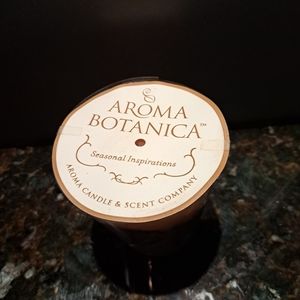 AROMA
BOTANICA™
Seasonal Inspirations
AROMA CANDLE & SCENT COMPANY